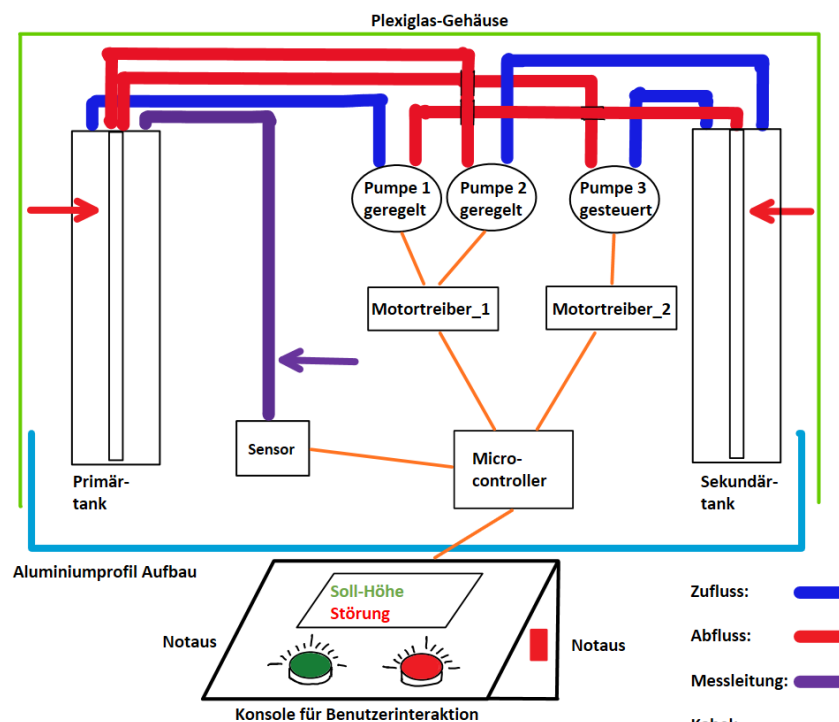 Plexiglas-Gehäuse
Pumpe 1
geregelt
Pumpe 2
geregelt
Pumpe 3
gesteuert
Motortreiber_1
Motortreiber_2
Sensor
Micro-
controller
Primär-
tank
Sekundär-
tank
Aluminiumprofil Aufbau
Soll-Höhe
Störung
Notaus
Notaus
Konsole für Benutzerinteraktion
Zufluss:
Abfluss:
Messleitung: